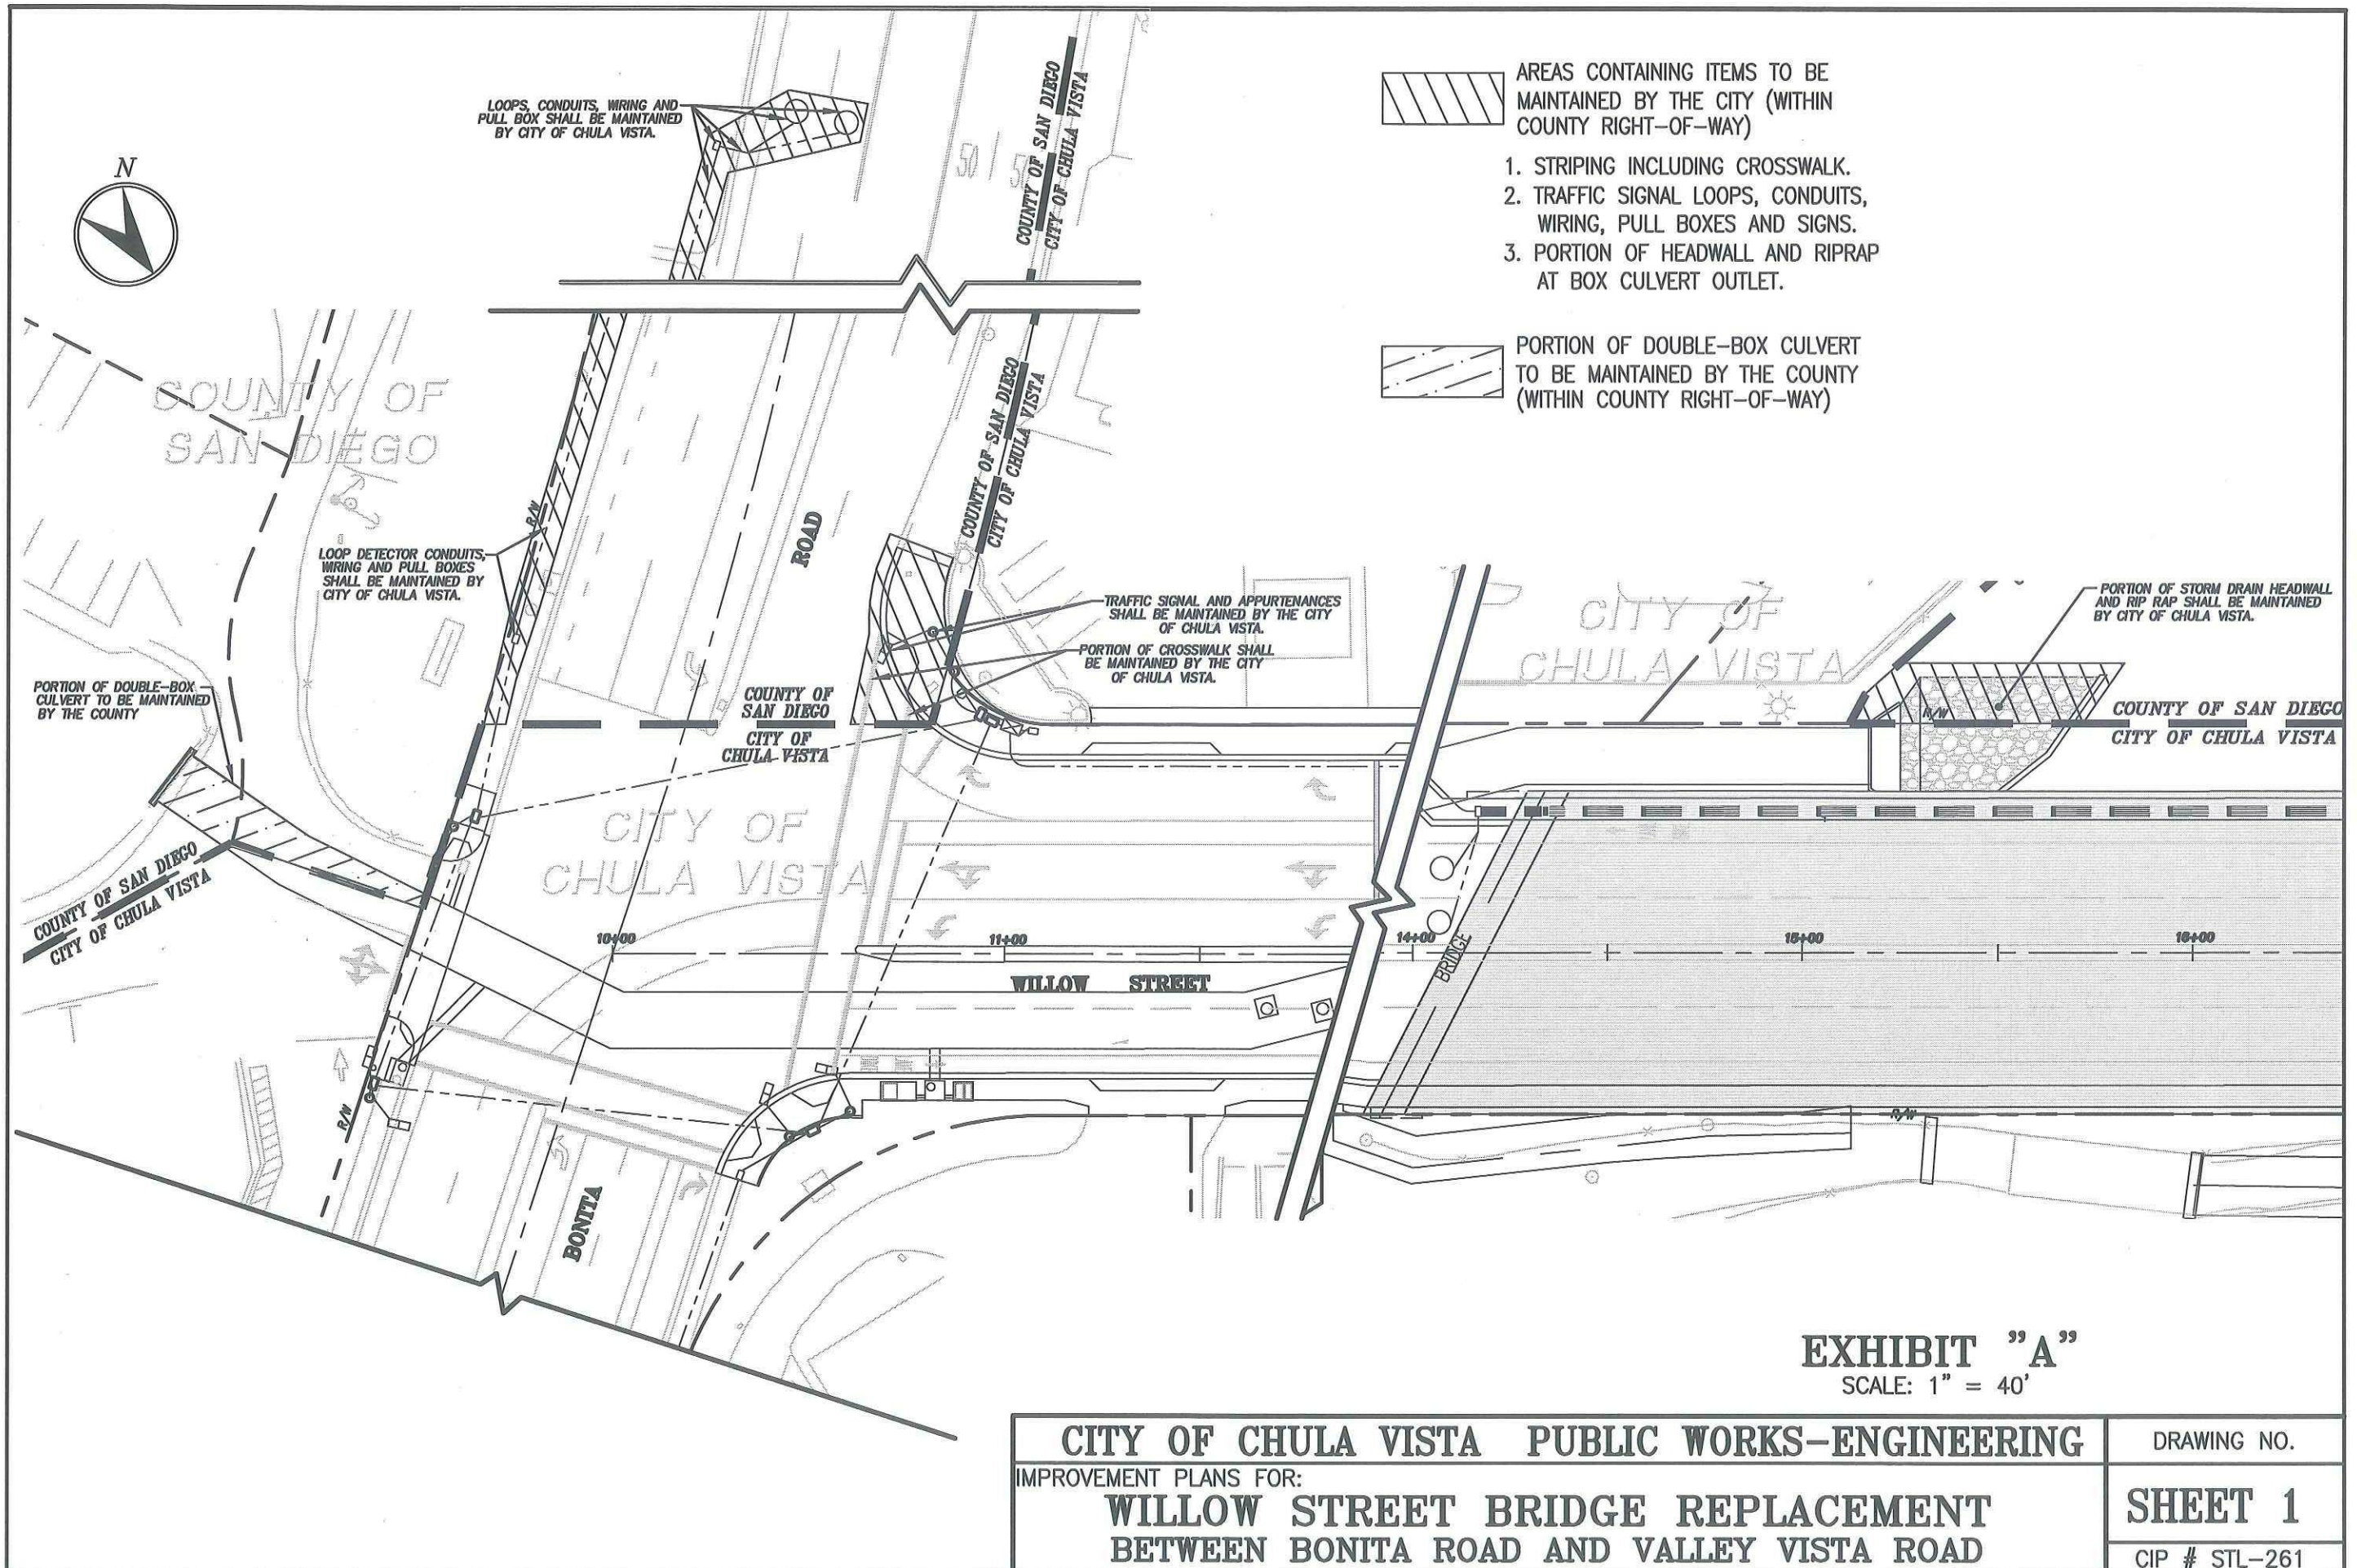 AREAS CONTAINING ITEMS TO BE
MAINTAINED BY THE CITY (WITHIN
COUNTY RIGHT-OF-WAY)
1. STRIPING INCLUDING CROSSWALK.
2. TRAFFIC SIGNAL LOOPS, CONDUITS,
WIRING, PULL BOXES AND SIGNS.
3. PORTION OF HEADWALL AND RIPRAP
AT BOX CULVERT OUTLET.
PORTION OF DOUBLE-BOX CULVERT
TO BE MAINTAINED BY THE COUNTY
(WITHIN COUNTY RIGHT-OF-WAY)
LOOPS, CONDUITS, WIRING AND
PULL BOX SHALL BE MAINTAINED
BY CITY OF CHULA VISTA.
N
COUNTY OF SAN DIEGO
CITY OF CHULA VISTA
COUNTY OF
SAN DIEGO
R/W
ROAD
COUNTY OF SAN DIEGO
CITY OF CHULA VISTA
LOOP DETECTOR CONDUITS,
WIRING AND PULL BOXES
SHALL BE MAINTAINED BY
CITY OF CHULA VISTA.
TRAFFIC SIGNAL AND APPURTENANCES
SHALL BE MAINTAINED BY THE CITY
OF CHULA VISTA.
PORTION OF CROSSWALK SHALL
BE MAINTAINED BY THE CITY
OF CHULA VISTA.
CITY OF
CHULA VISTA
PORTION OF STORM DRAIN HEADWALL
AND RIP RAP SHALL BE MAINTAINED
BY CITY OF CHULA VISTA.
PORTION OF DOUBLE-BOX
CULVERT TO BE MAINTAINED
BY THE COUNTY
COUNTY OF
SAN DIEGO
CITY OF
CHULA VISTA
R/W
COUNTY OF SAN DIEGO
CITY OF CHULA VISTA
CITY OF
CHULA VISTA
COUNTY OF SAN DIEGO
CITY OF CHULA VISTA
10+00
11+00
14+00
15+00
16+00
BRIDGE
WILLOW STREET
R/W
R/W
BONITA
EXHIBIT "A"
SCALE: 1" = 40'
CITY OF CHULA VISTA PUBLIC WORKS-ENGINEERING
DRAWING NO.
IMPROVEMENT PLANS FOR:
WILLOW STREET BRIDGE REPLACEMENT
BETWEEN BONITA ROAD AND VALLEY VISTA ROAD
SHEET 1
CIP # STL-261